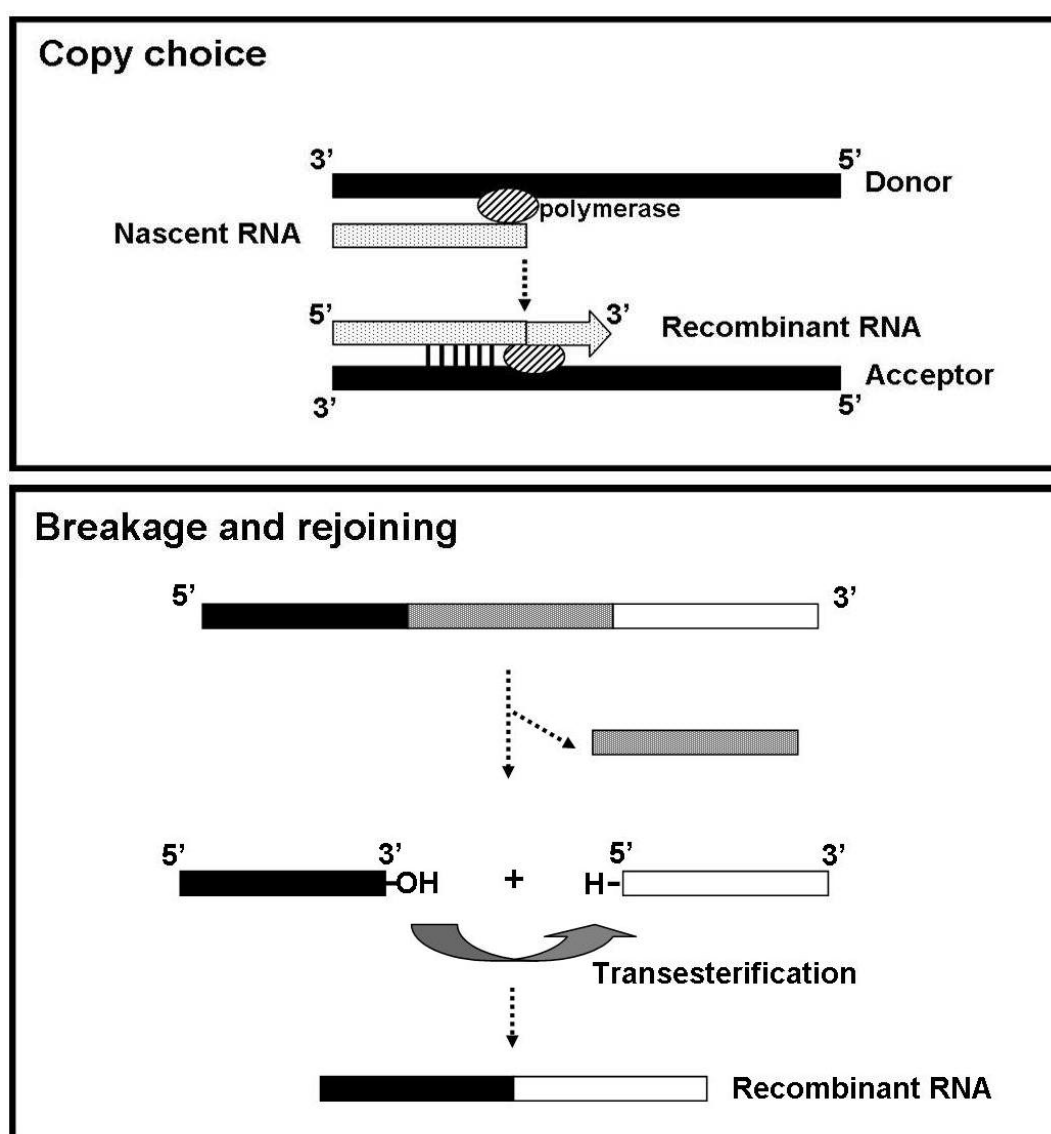 Copy choice
3’ 5’
Donor
polymerase
Nascent RNA
5’ 3’
Recombinant RNA
Acceptor
3’ 5’
Breakage and rejoining
5’ 3’
5’ 3’ 5’ 3’
OH + H
Transesterification
Recombinant RNA